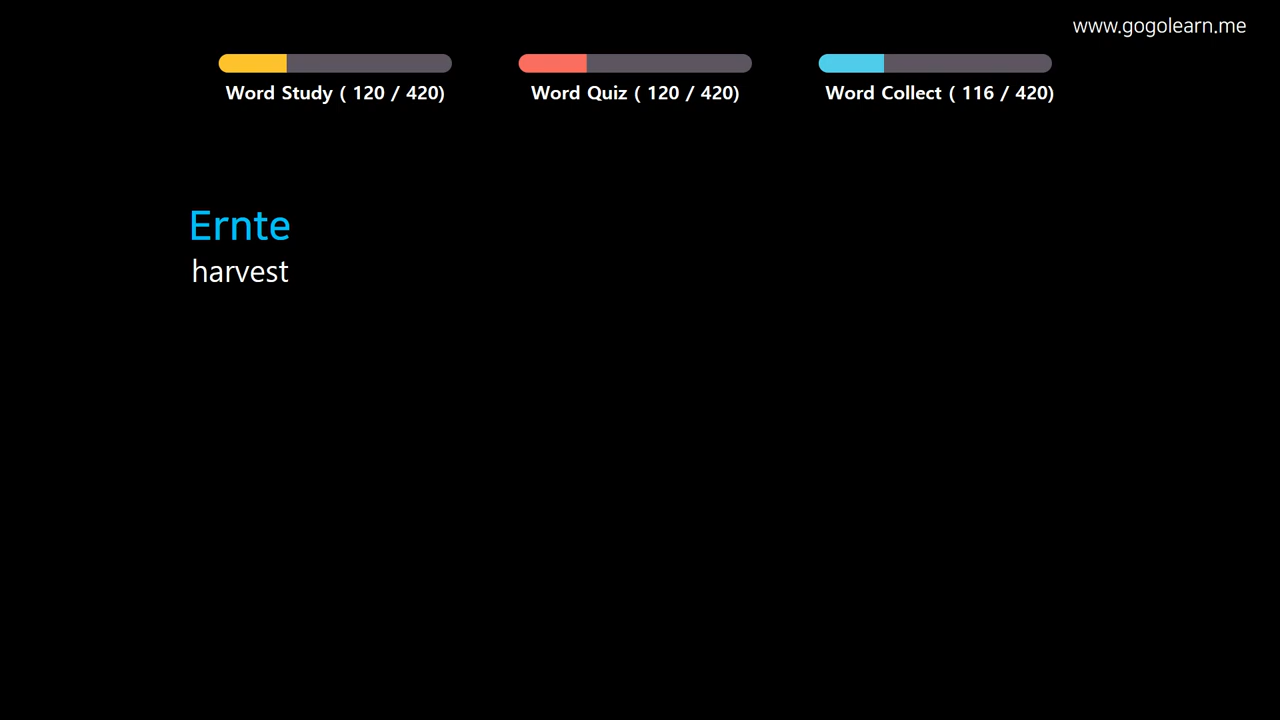 www.gogolearn.me
Word Study ( 120 / 420)
Word Quiz ( 120 / 420)
Word Collect ( 116 / 420)
Ernte
harvest